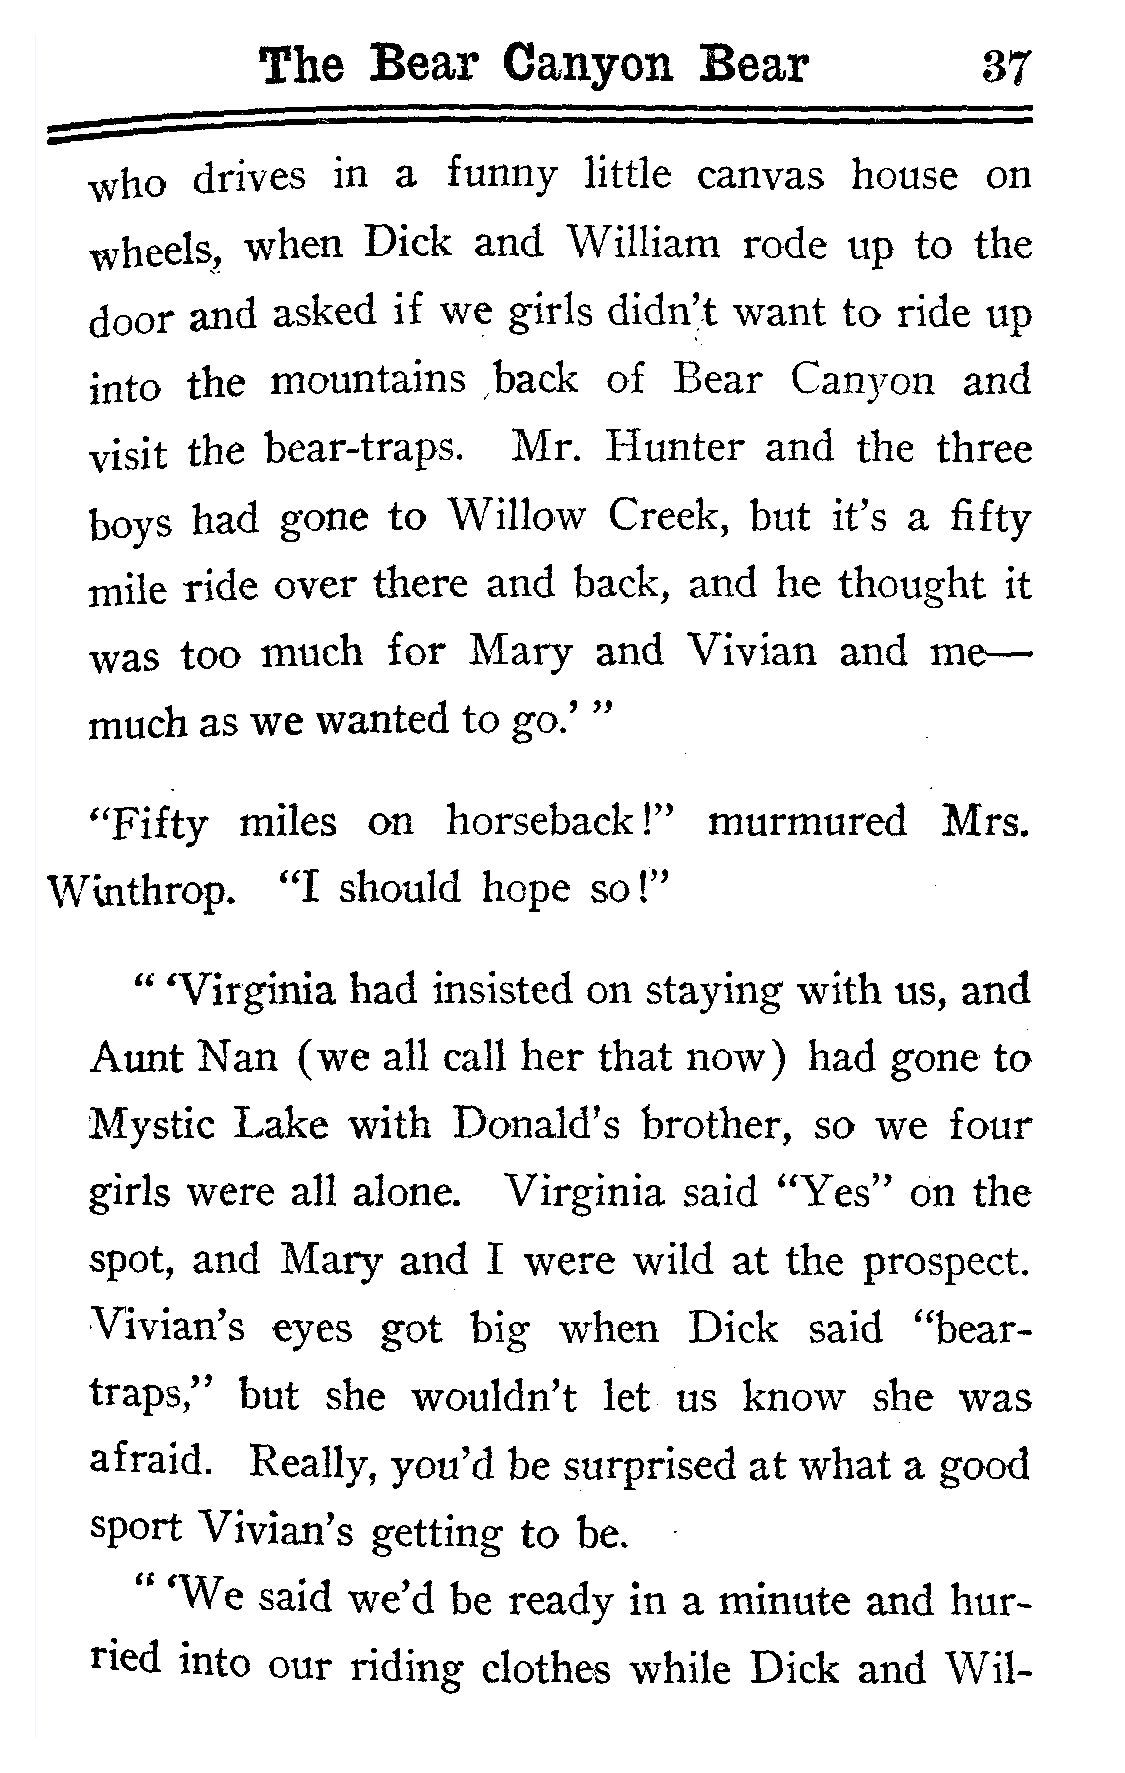 The Bear Canyon Bear 37
who drives in a funny little canvas house on
wheels, when Dick and William rode up to the
door and asked if we girls didn't want to ride up
into the mountains back of Bear Canyon and
visit the bear-traps. Mr. Hunter and the three
boys had gone to Willow Creek, but it's a fifty
mile ride over there and back, and he thought it
was too much for Mary and Vivian and me—
much as we wanted to go.' ”
“Fifty miles on horseback!” murmured Mrs.
Winthrop. “I should hope so!”
“ ‘Virginia had insisted on staying with us, and
Aunt Nan (we all call her that now) had gone to
Mystic Lake with Donald's brother, so we four
girls were all alone. Virginia said “Yes” on the
spot, and Mary and I were wild at the prospect.
Vivian's eyes got big when Dick said “bear-
traps,” but she wouldn't let us know she was
afraid. Really, you'd be surprised at what a good
sport Vivian's getting to be.
“ ‘We said we'd be ready in a minute and hur-
ried into our riding clothes while Dick and Wil-